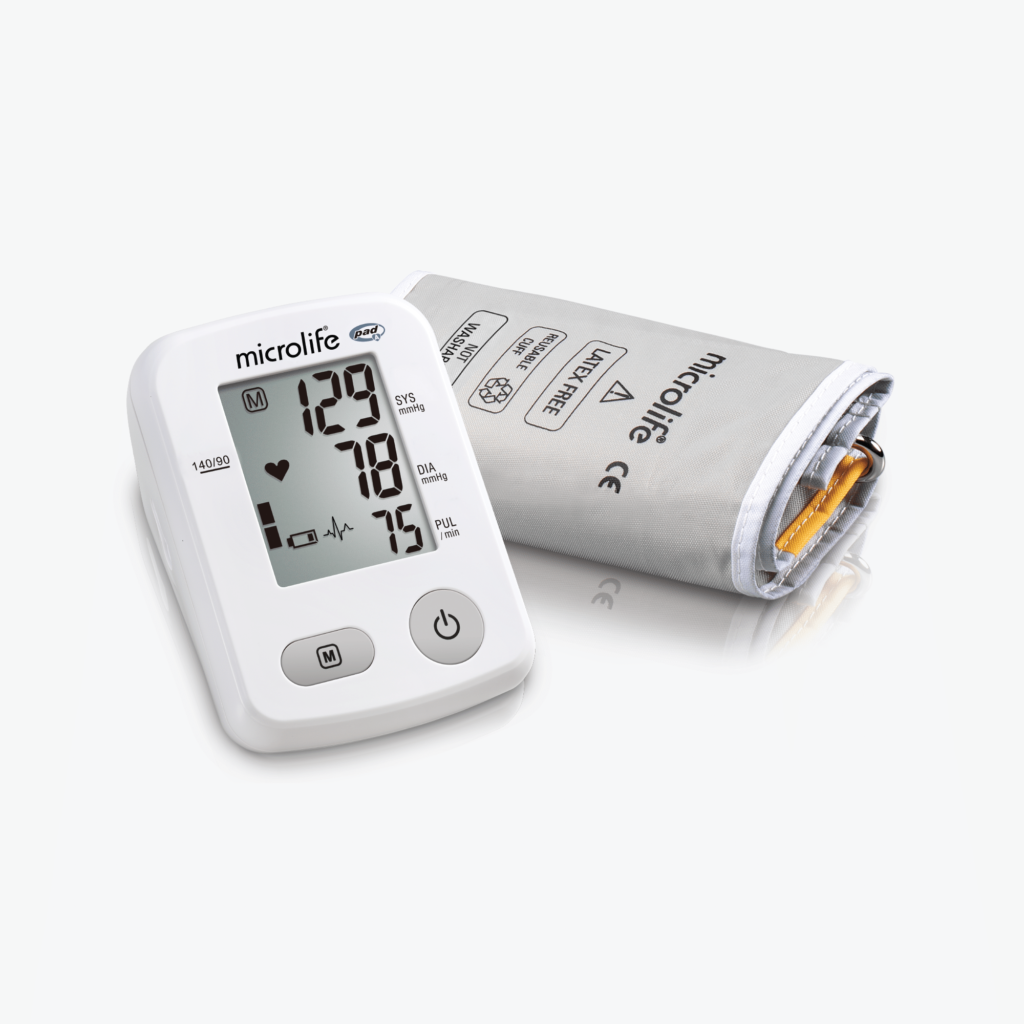 microlife®
pad
M
129
SYS
mmHg
140/90
78
DIA
mmHg
75
PUL
/ min
M
NOT
REUSABLE
CUFF
LATEX FREE
microlife®
CE